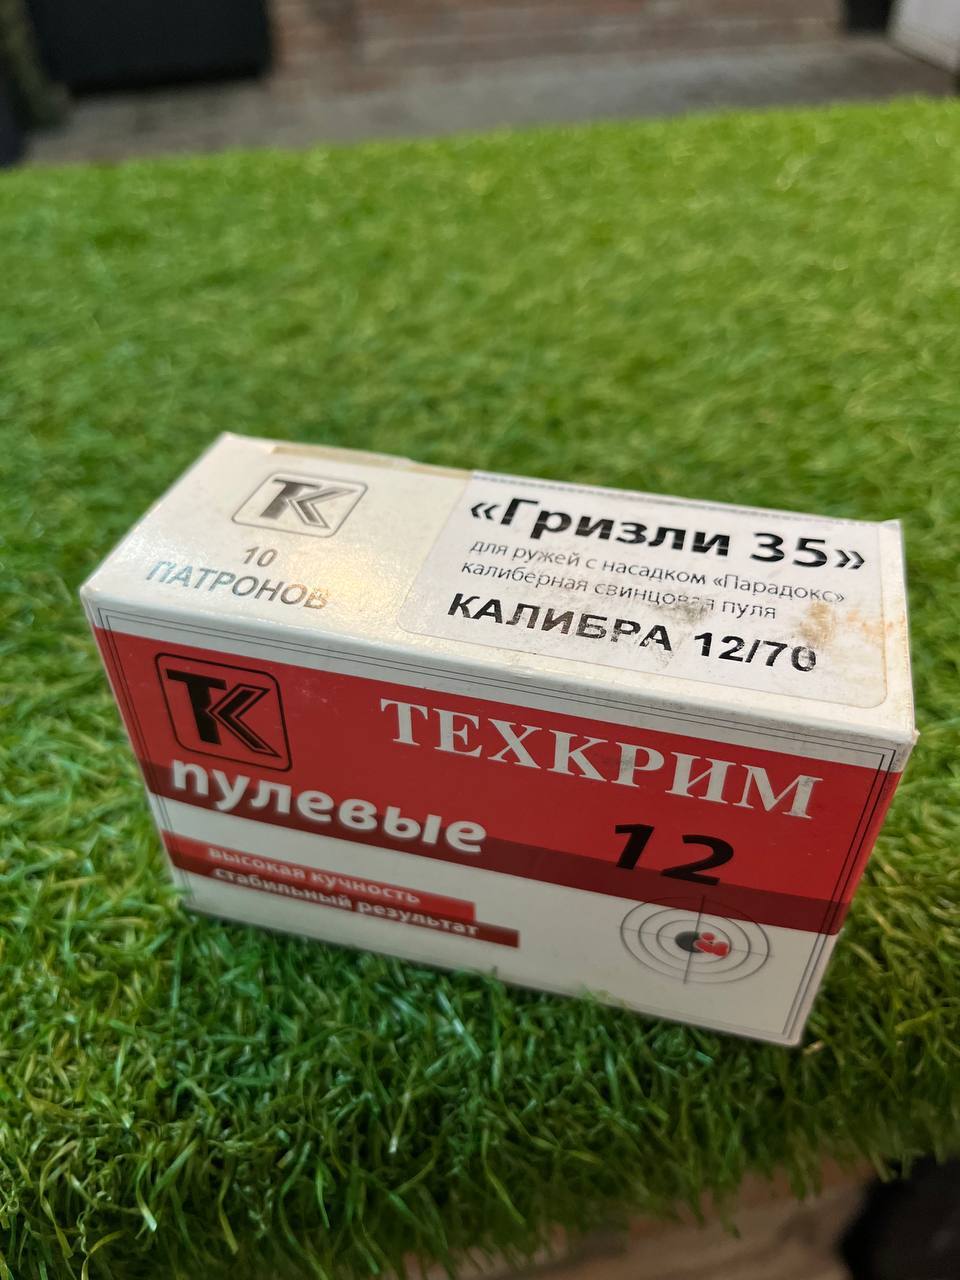 ТК
10
ПАТРОНОВ
«Гризли 35»
для ружей с насадком «Парадокс»
калиберная свинцовая пуля
КАЛИБРА 12/70
ТК
ТЕХКРИМ
пулевые
12
высокая кучность
стабильный результат